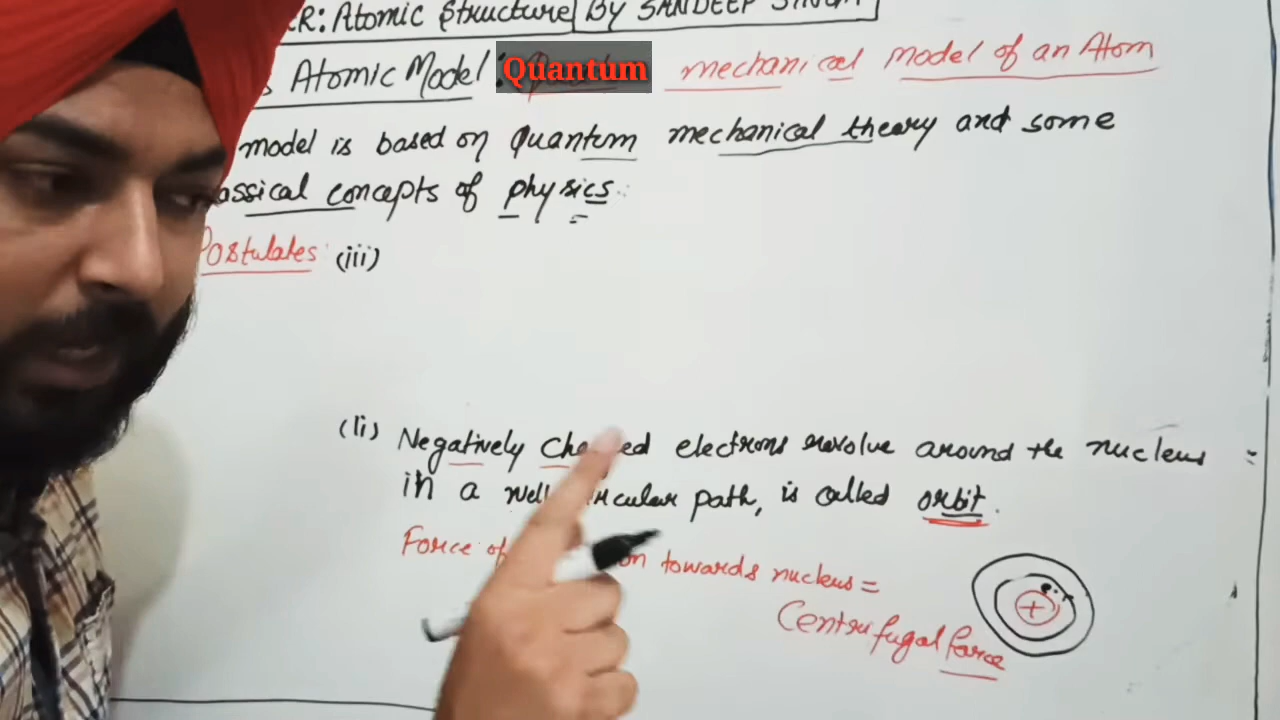 : Atomic Structure By SANDEEP SINGH
Atomic Model : Quantum mechanical Model of an Atom
model is based on Quantum mechanical theory and some
assical concepts of physics.
Postulates (iii)
(ii) Negatively Charged electrons revolve around the nucleus
in a well circular path, is called orbit.
Force of towards nucleus =
Centrifugal force
+